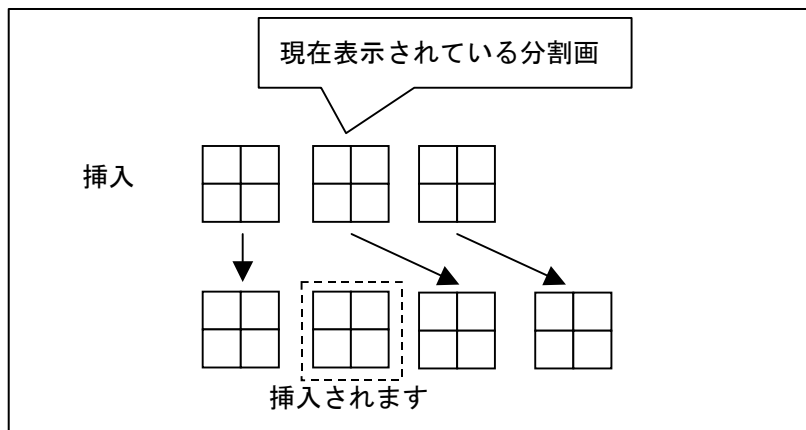 現在表示されている分割画
挿入
挿入されます